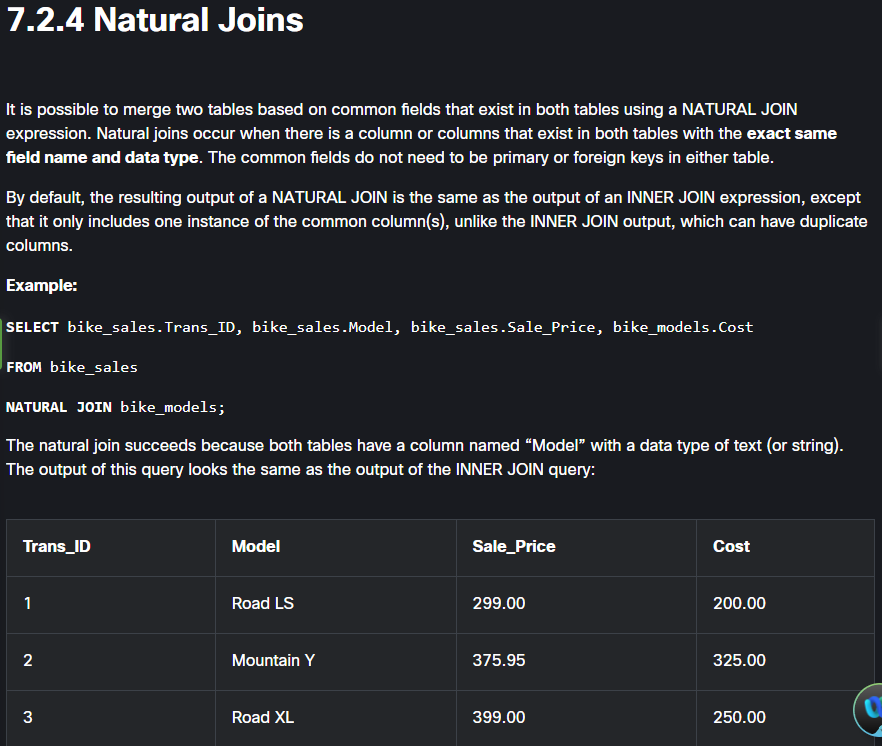 7.2.4 Natural Joins
It is possible to merge two tables based on common fields that exist in both tables using a NATURAL JOIN
expression. Natural joins occur when there is a column or columns that exist in both tables with the exact same
field name and data type. The common fields do not need to be primary or foreign keys in either table.
By default, the resulting output of a NATURAL JOIN is the same as the output of an INNER JOIN expression, except
that it only includes one instance of the common column(s), unlike the INNER JOIN output, which can have duplicate
columns.
Example:
SELECT bike_sales.Trans_ID, bike_sales.Model, bike_sales.Sale_Price, bike_models.Cost
FROM bike_sales
NATURAL JOIN bike_models;
The natural join succeeds because both tables have a column named “Model” with a data type of text (or string).
The output of this query looks the same as the output of the INNER JOIN query:
Trans_ID Model Sale_Price Cost
1 Road LS 299.00 200.00
2 Mountain Y 375.95 325.00
3 Road XL 399.00 250.00